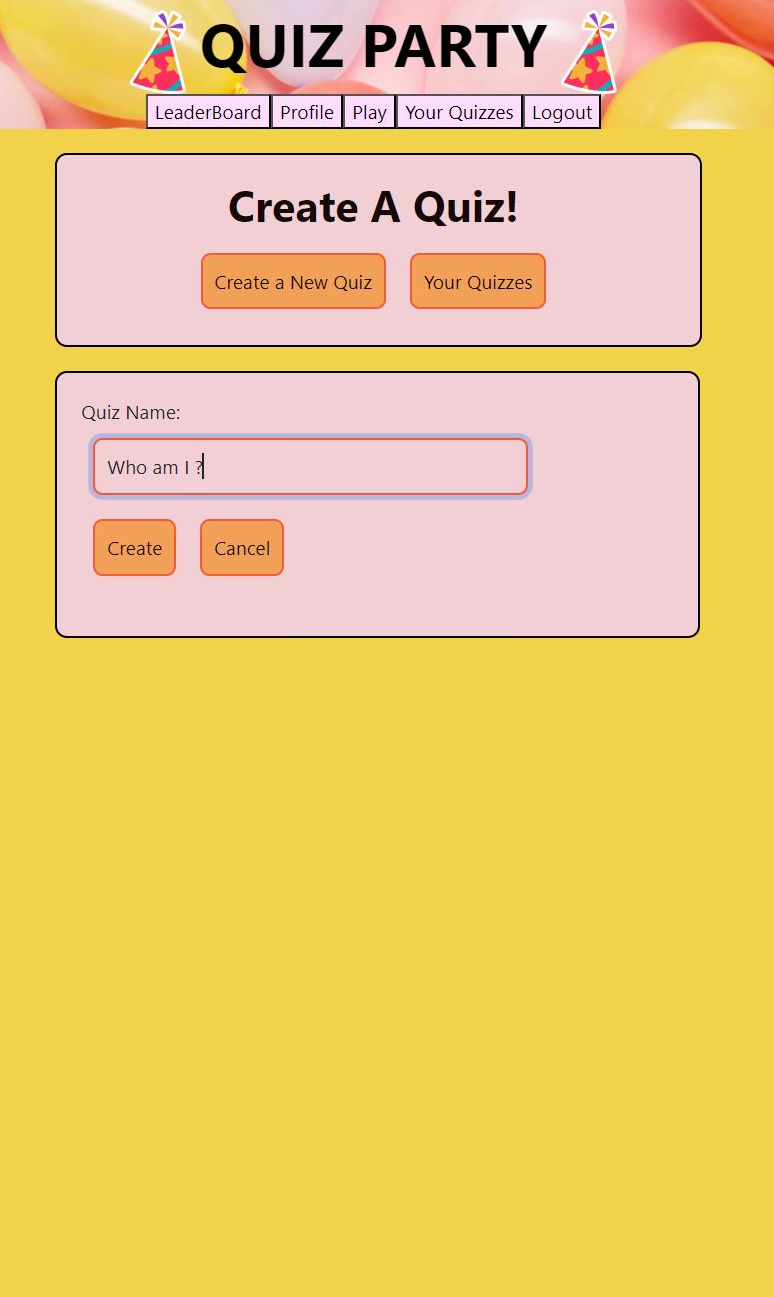 QUIZ PARTY
LeaderBoard Profile Play Your Quizzes Logout
Create A Quiz!
Create a New Quiz Your Quizzes
Quiz Name:
Who am I ?
Create Cancel